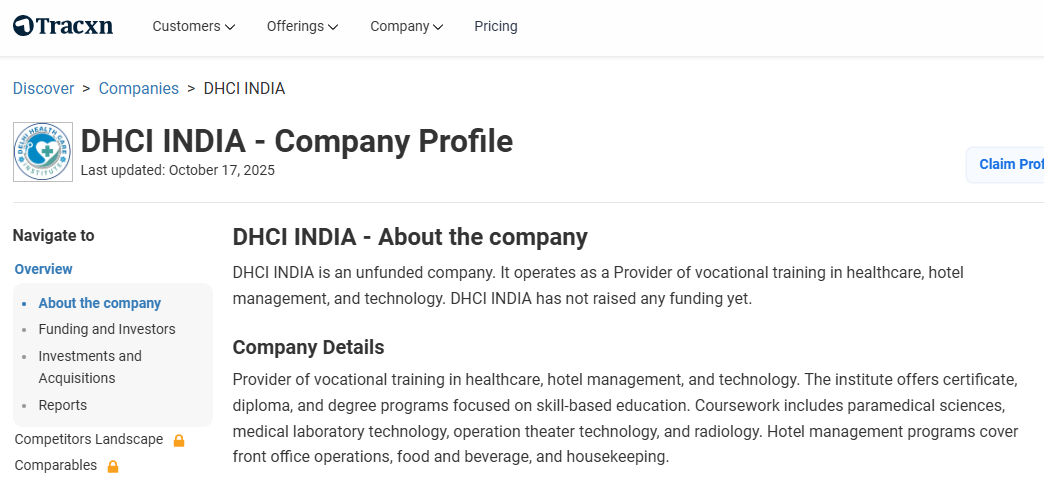 Tracxn Customers Offerings Company Pricing
Discover > Companies > DHCI INDIA
DELHI HEALTH CARE
INSTITUTE
DHCI INDIA - Company Profile
Last updated: October 17, 2025
Claim Prof
Navigate to
Overview
• About the company
• Funding and Investors
• Investments and
Acquisitions
• Reports
Competitors Landscape
Comparables
DHCI INDIA - About the company
DHCI INDIA is an unfunded company. It operates as a Provider of vocational training in healthcare, hotel
management, and technology. DHCI INDIA has not raised any funding yet.
Company Details
Provider of vocational training in healthcare, hotel management, and technology. The institute offers certificate,
diploma, and degree programs focused on skill-based education. Coursework includes paramedical sciences,
medical laboratory technology, operation theater technology, and radiology. Hotel management programs cover
front office operations, food and beverage, and housekeeping.